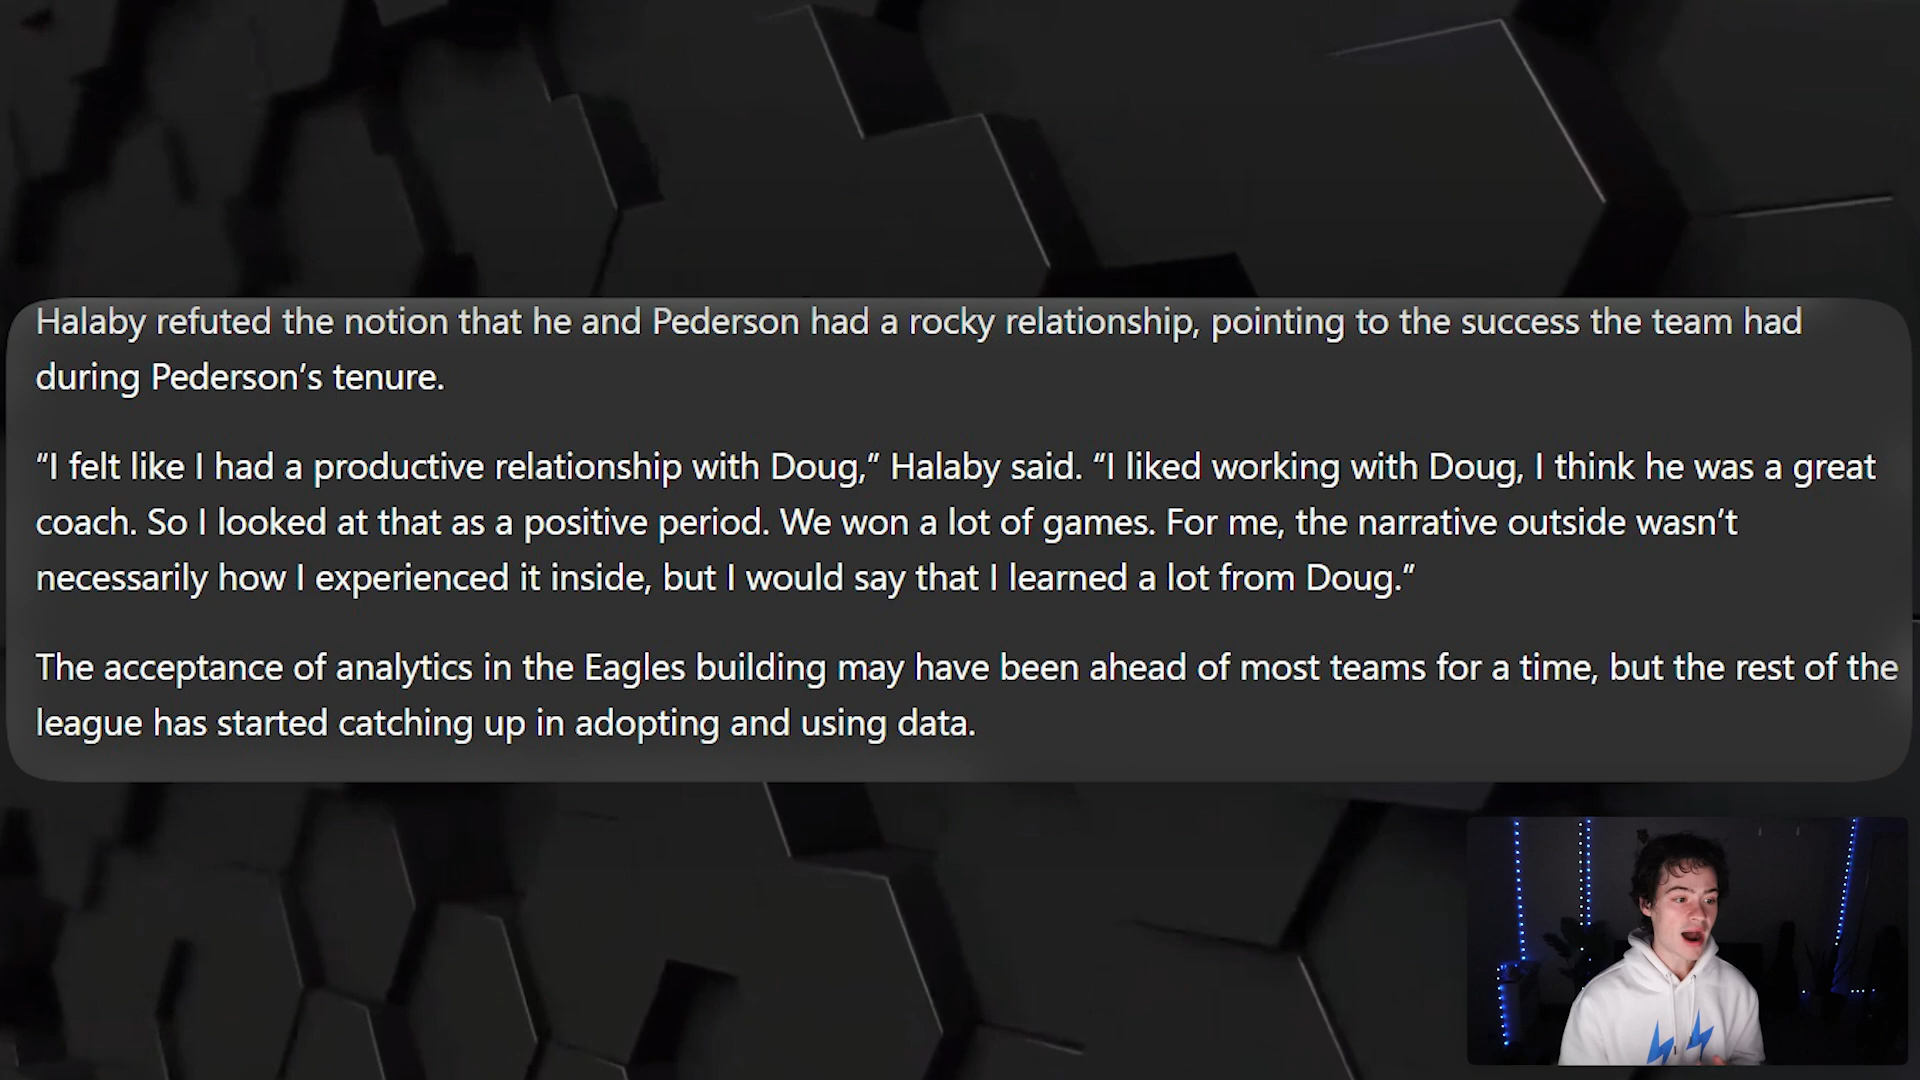 Halaby refuted the notion that he and Pederson had a rocky relationship, pointing to the success the team had
during Pederson’s tenure.
“I felt like I had a productive relationship with Doug,” Halaby said. “I liked working with Doug, I think he was a great
coach. So I looked at that as a positive period. We won a lot of games. For me, the narrative outside wasn’t
necessarily how I experienced it inside, but I would say that I learned a lot from Doug.”
The acceptance of analytics in the Eagles building may have been ahead of most teams for a time, but the rest of the
league has started catching up in adopting and using data.